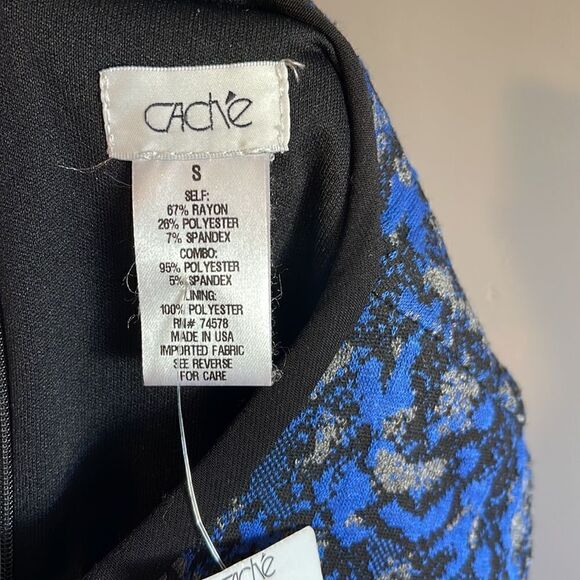 CAChé
S
SELF:
67% RAYON
26% POLYESTER
7% SPANDEX
COMBO:
95% POLYESTER
5% SPANDEX
LINING:
100% POLYESTER
RN# 74578
MADE IN USA
IMPORTED FABRIC
SEE REVERSE
FOR CARE
CAChé